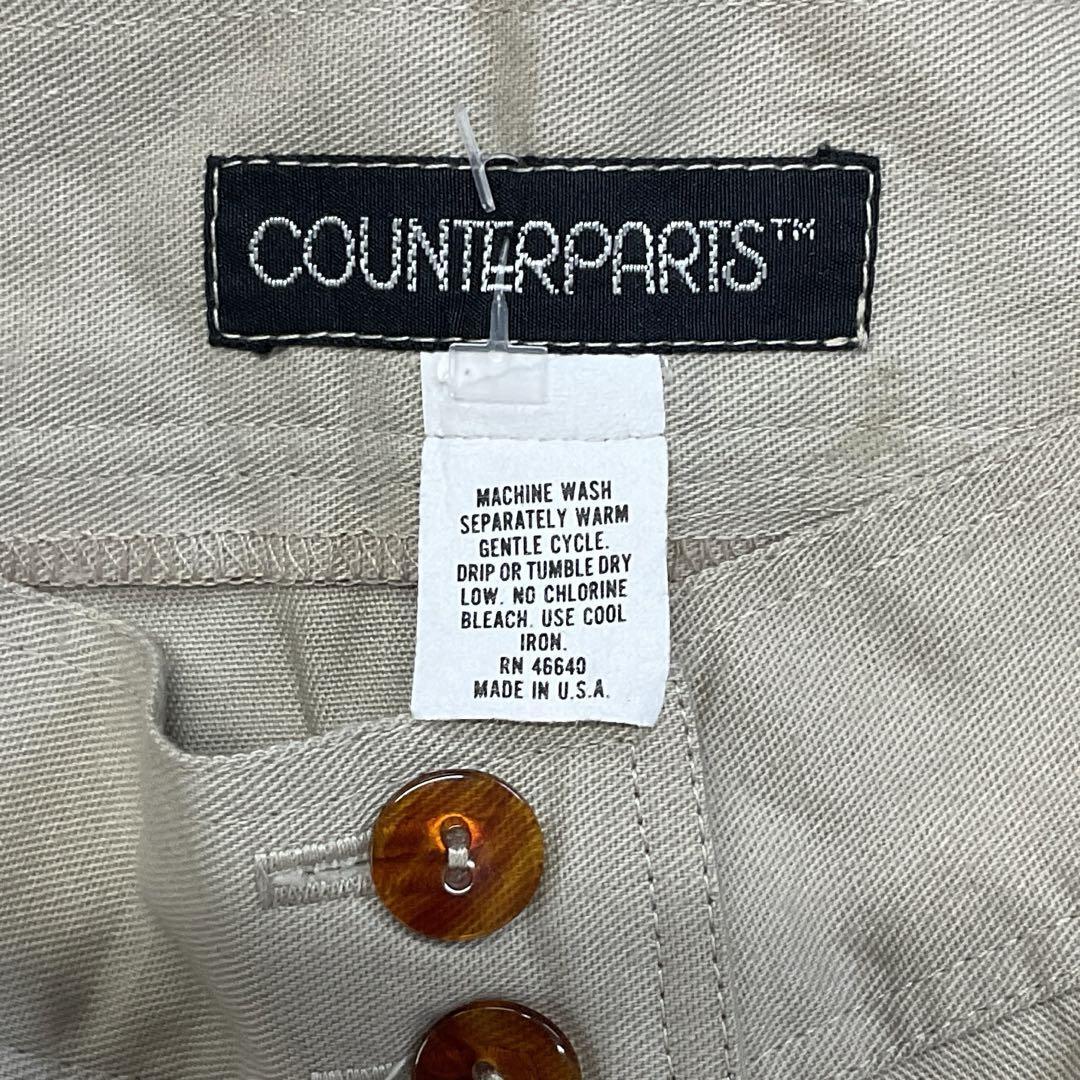 COUNTERPARTS™
MACHINE WASH
SEPARATELY WARM
GENTLE CYCLE.
DRIP OR TUMBLE DRY
LOW. NO CHLORINE
BLEACH. USE COOL
IRON.
RN 46640
MADE IN U.S.A.